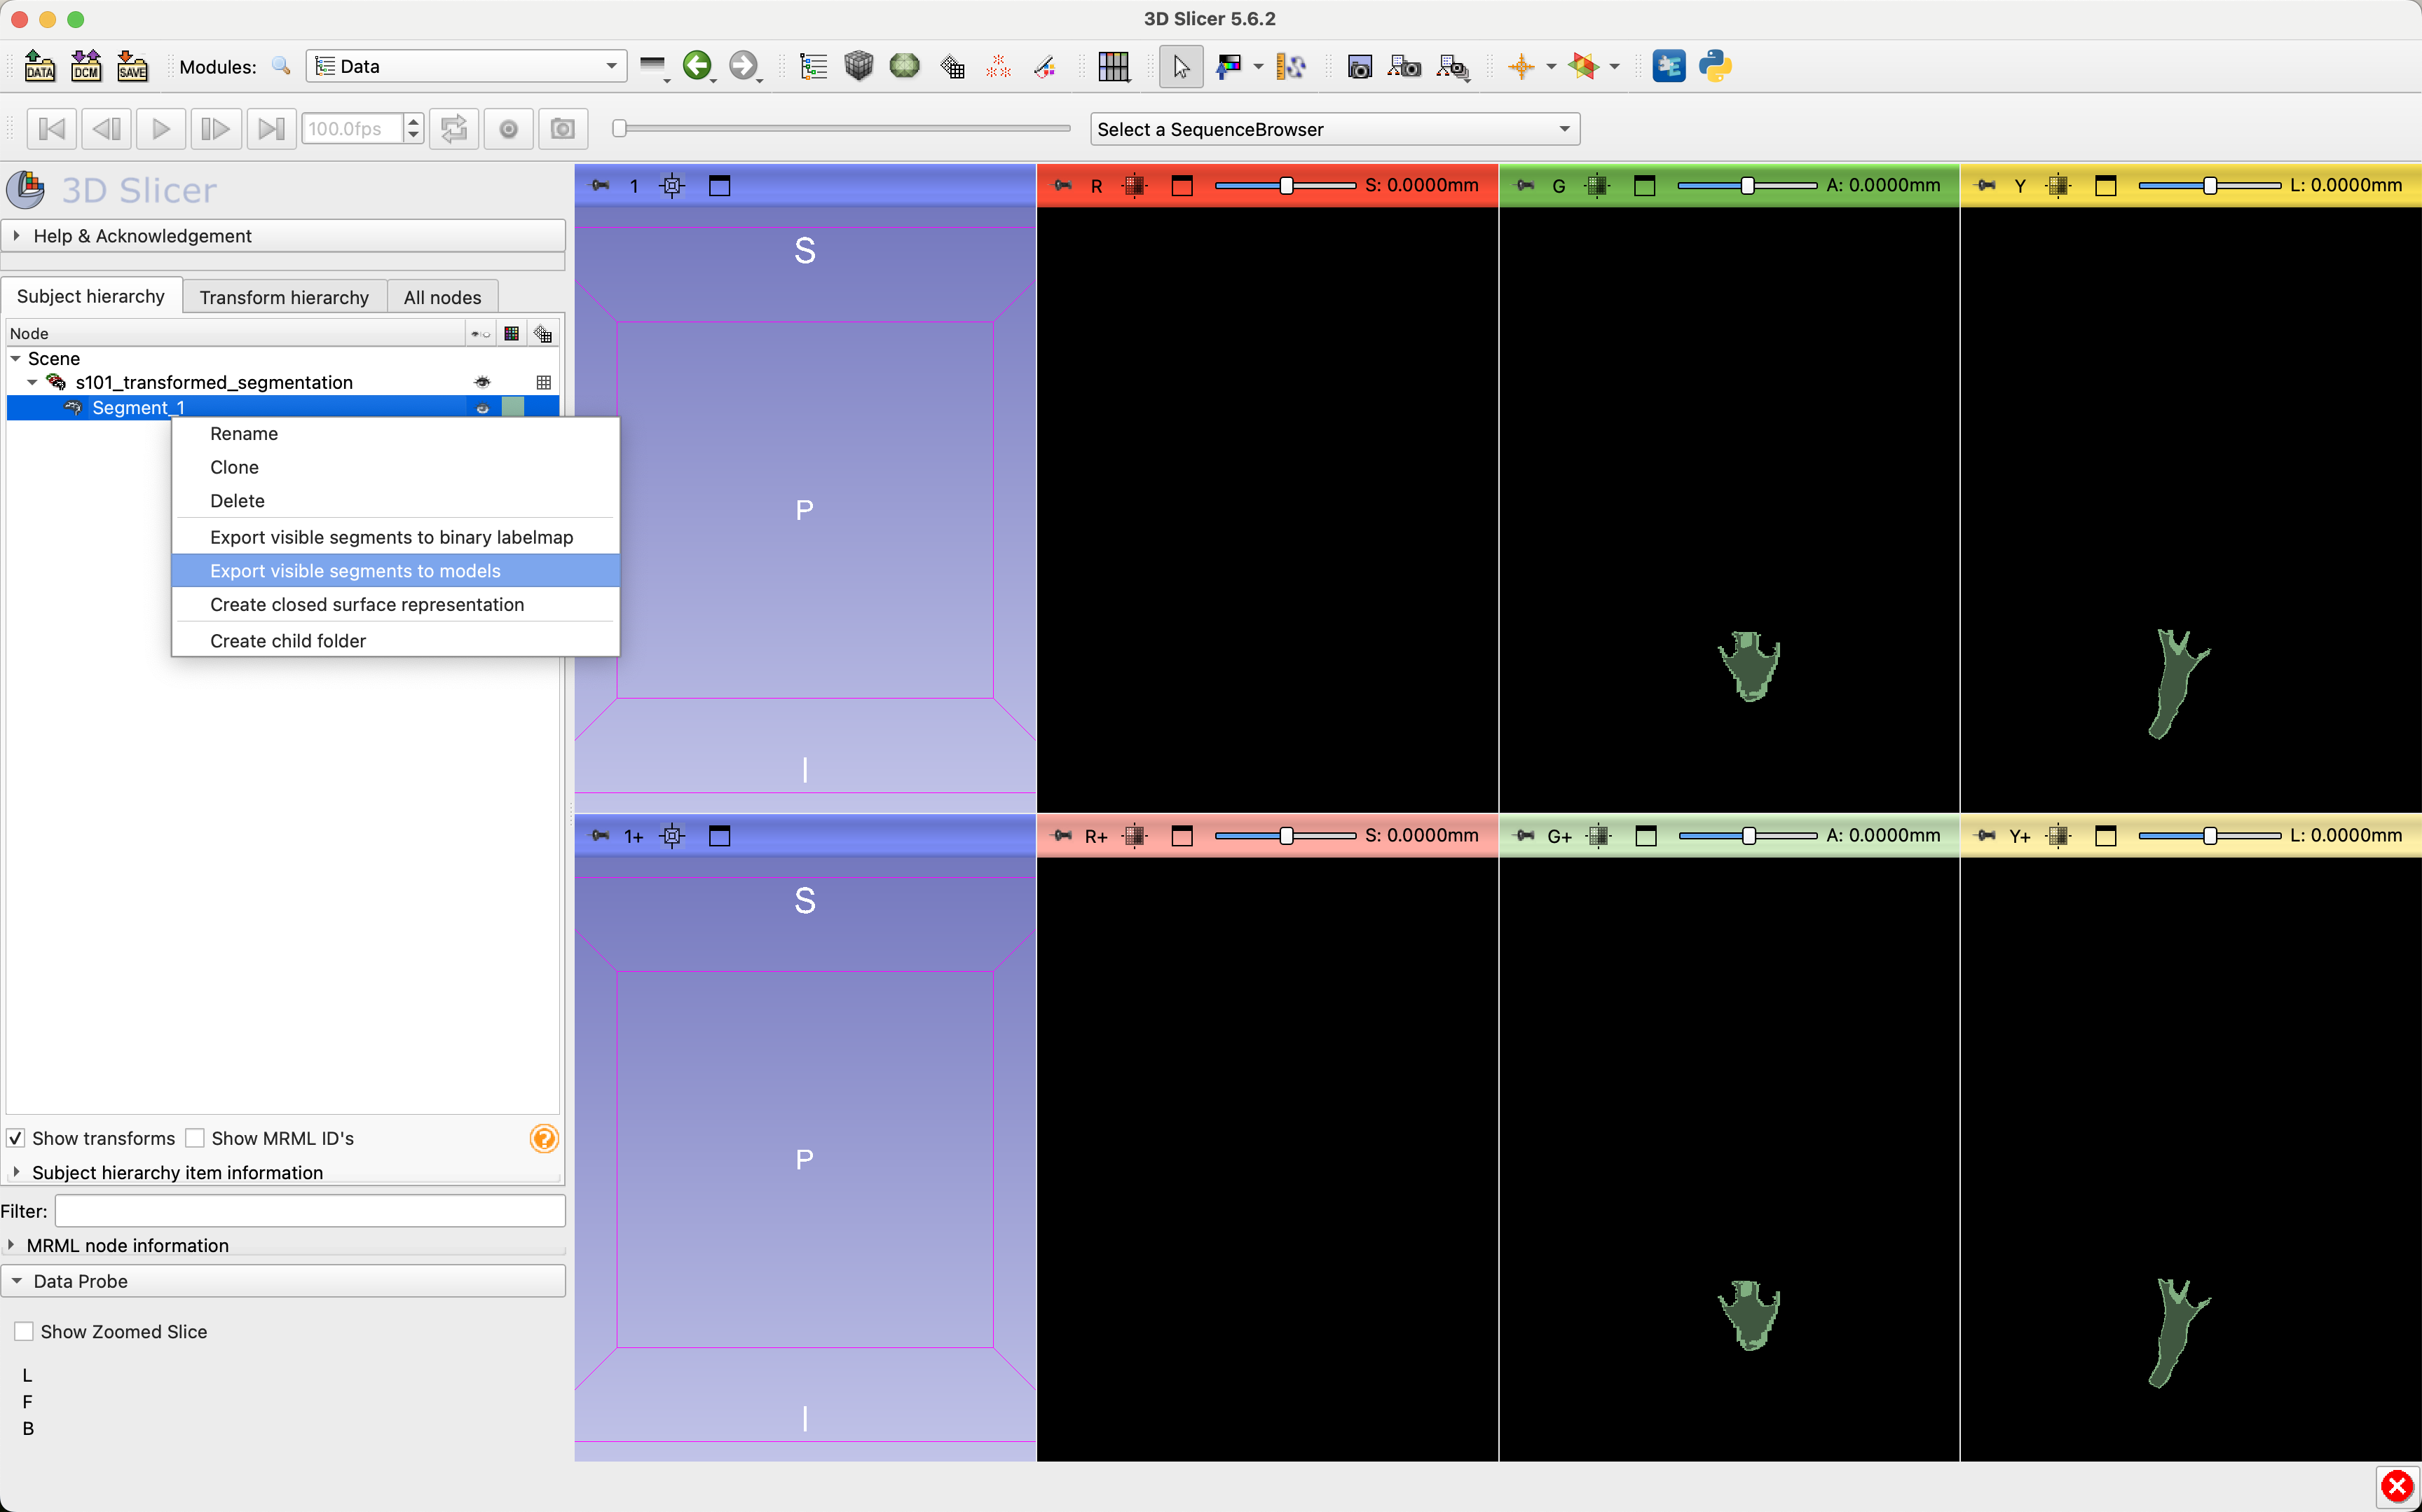 3D Slicer 5.6.2
DATA DCM SAVE Modules: Data
100.0fps Select a SequenceBrowser
3D Slicer
1
R S: 0.0000mm
G A: 0.0000mm
Y L: 0.0000mm
Help & Acknowledgement
Subject hierarchy Transform hierarchy All nodes
Node
Scene
s101_transformed_segmentation
Segment_1
Rename
Clone
Delete
Export visible segments to binary labelmap
Export visible segments to models
Create closed surface representation
Create child folder
S
P
I
1+
R+ S: 0.0000mm
G+ A: 0.0000mm
Y+ L: 0.0000mm
S
P
I
Show transforms Show MRML ID's
Subject hierarchy item information
Filter:
MRML node information
Data Probe
Show Zoomed Slice
L
F
B